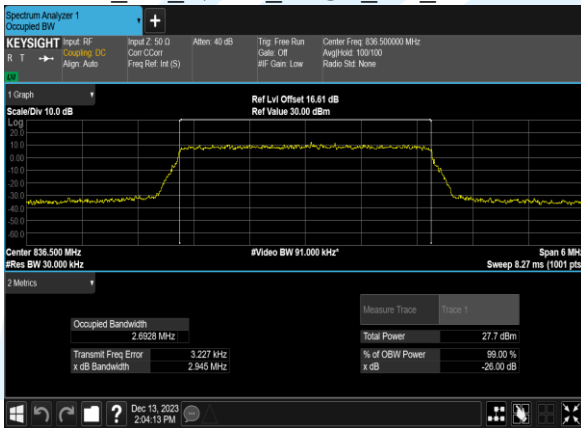 Spectrum Analyzer 1
Occupied BW
KEYSIGHT Input: RF Input Z: 50 Ω Atten: 40 dB Trig: Free Run Center Freq: 836.500000 MHz
R T Coupling: DC Corr CCorr Gate: Off Avg|Hold: 100/100
Align: Auto Freq Ref: Int (S) #IF Gain: Low Radio Std: None
LU
1 Graph Ref Lvl Offset 16.61 dB
Scale/Div 10.0 dB Ref Value 30.00 dBm
Log
20.0
10.0
0.00
-10.0
-20.0
-30.0
-40.0
-50.0
-60.0
Center 836.500 MHz #Video BW 91.000 kHz* Span 6 MH
#Res BW 30.000 kHz Sweep 8.27 ms (1001 pts
2 Metrics
Measure Trace Trace 1
Occupied Bandwidth
2.6928 MHz Total Power 27.7 dBm
Transmit Freq Error 3.227 kHz % of OBW Power 99.00 %
x dB Bandwidth 2.945 MHz x dB -26.00 dB
? Dec 13, 2023
2:04:13 PM